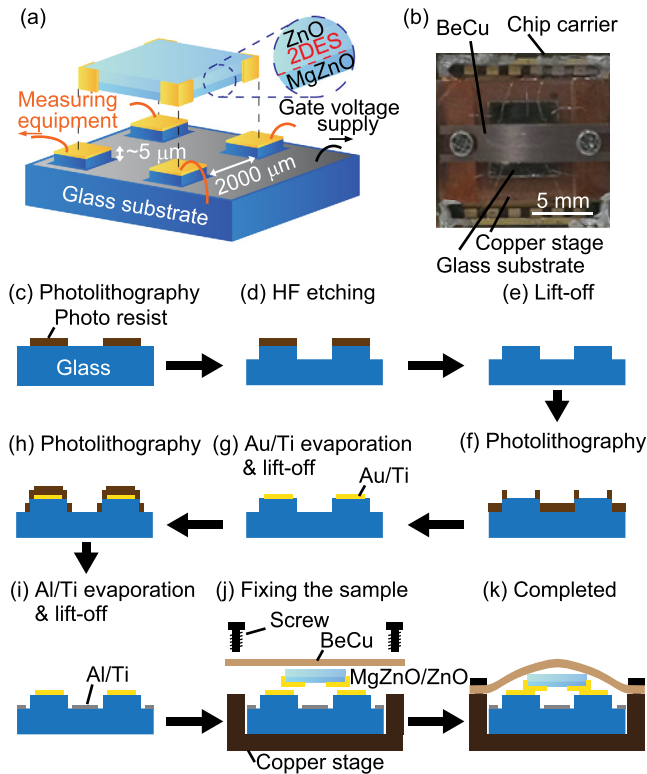 (a)
ZnO
2DES
MgZnO
Measuring
equipment
Gate voltage
supply
~5 μm
2000 μm
Glass substrate
(b)
Chip carrier
BeCu
5 mm
Copper stage
Glass substrate
(c) Photolithography
Photo resist
Glass
(d) HF etching
(e) Lift-off
(f) Photolithography
(g) Au/Ti evaporation
& lift-off
Au/Ti
(h) Photolithography
(i) Al/Ti evaporation
& lift-off
Al/Ti
(j) Fixing the sample
Screw
BeCu
MgZnO/ZnO
Copper stage
(k) Completed